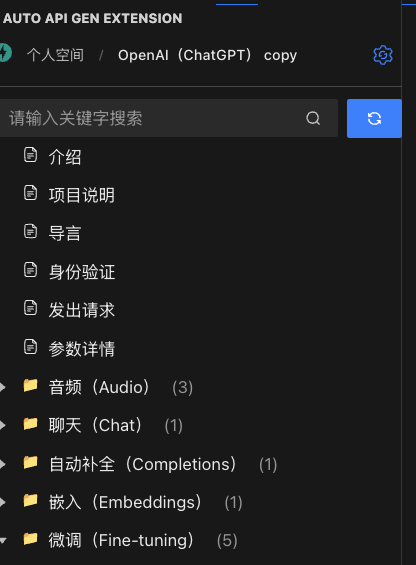 AUTO API GEN EXTENSION
个人空间 / OpenAI（ChatGPT） copy
请输入关键字搜索
介绍
项目说明
导言
身份验证
发出请求
参数详情
音频（Audio） (3)
聊天（Chat） (1)
自动补全（Completions） (1)
嵌入（Embeddings） (1)
微调（Fine-tuning） (5)